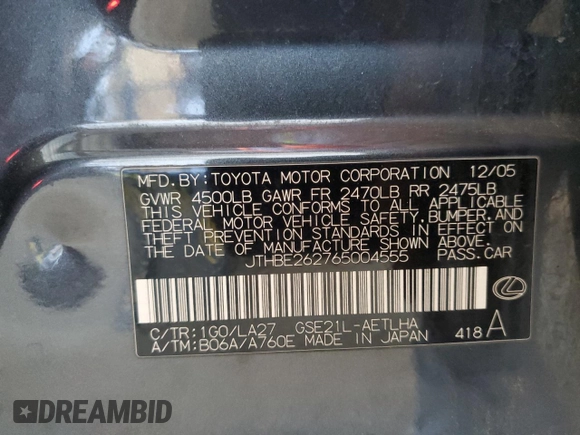 MFD. BY: TOYOTA MOTOR CORPORATION 12/05
GVWR 4500LB GAWR FR 2470LB RR 2475LB
THIS VEHICLE CONFORMS TO ALL APPLICABLE
FEDERAL MOTOR VEHICLE SAFETY, BUMPER, AND
THEFT PREVENTION STANDARDS IN EFFECT ON
THE DATE OF MANUFACTURE SHOWN ABOVE.
JTHBE262765004555 PASS. CAR
C/TR: 1G0/LA27 GSE21L-AETLHA
A/TM: B06A/A760E MADE IN JAPAN 418 A
DREAMBID